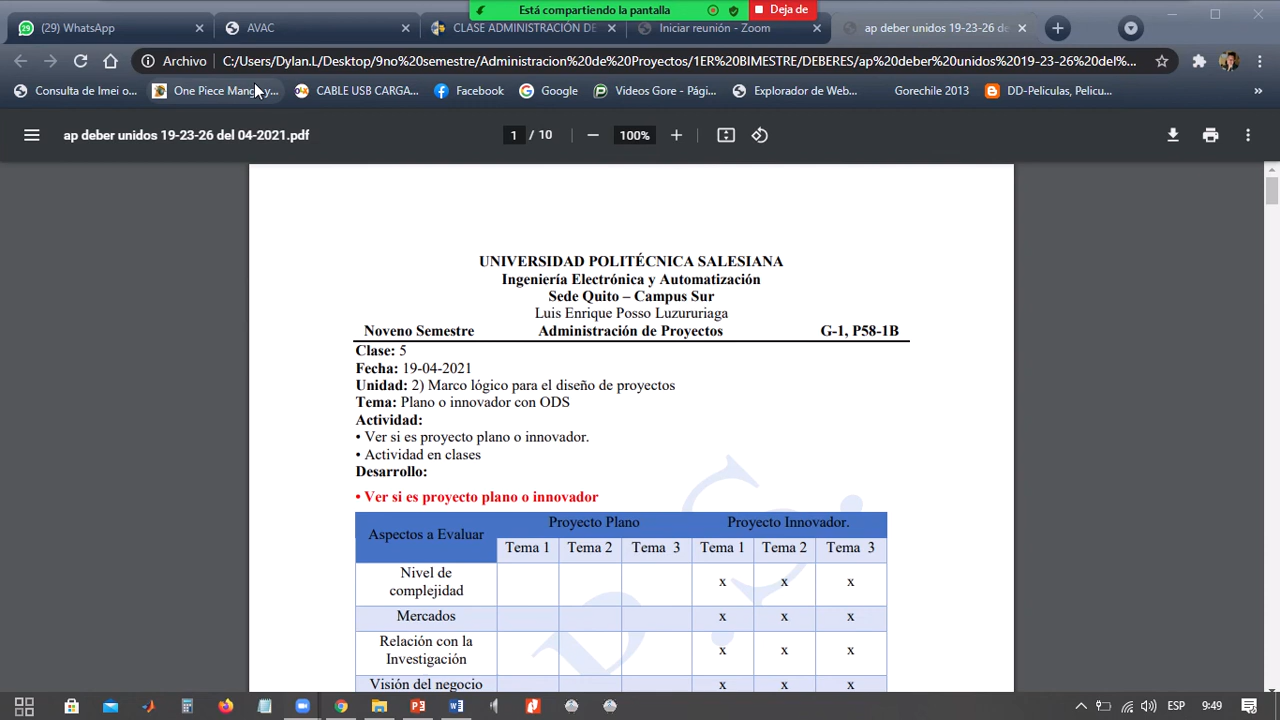 Está compartiendo la pantalla
Deja de
(29) WhatsApp
AVAC
CLASE ADMINISTRACIÓN DE
Iniciar reunión - Zoom
ap deber unidos 19-23-26 de
Archivo
C:/Users/Dylan.L/Desktop/9no%20semestre/Administracion%20de%20Proyectos/1ER%20BIMESTRE/DEBERES/ap%20deber%20unidos%2019-23-26%20del%...
Consulta de Imei o...
One Piece Manga y...
CABLE USB CARGA...
Facebook
Google
Videos Gore - Pági...
Explorador de Web...
Gorechile 2013
DD-Peliculas, Pelicu...
»
ap deber unidos 19-23-26 del 04-2021.pdf
1 / 10
100%
UNIVERSIDAD POLITÉCNICA SALESIANA
Ingeniería Electrónica y Automatización
Sede Quito – Campus Sur
Luis Enrique Posso Luzururiaga
Noveno Semestre Administración de Proyectos G-1, P58-1B
Clase: 5
Fecha: 19-04-2021
Unidad: 2) Marco lógico para el diseño de proyectos
Tema: Plano o innovador con ODS
Actividad:
• Ver si es proyecto plano o innovador.
• Actividad en clases
Desarrollo:
• Ver si es proyecto plano o innovador
Aspectos a Evaluar Proyecto Plano Proyecto Innovador.
Tema 1 Tema 2 Tema 3 Tema 1 Tema 2 Tema 3
Nivel de
complejidad x x x
Mercados x x x
Relación con la
Investigación x x x
Visión del negocio x x x
ESP
9:49